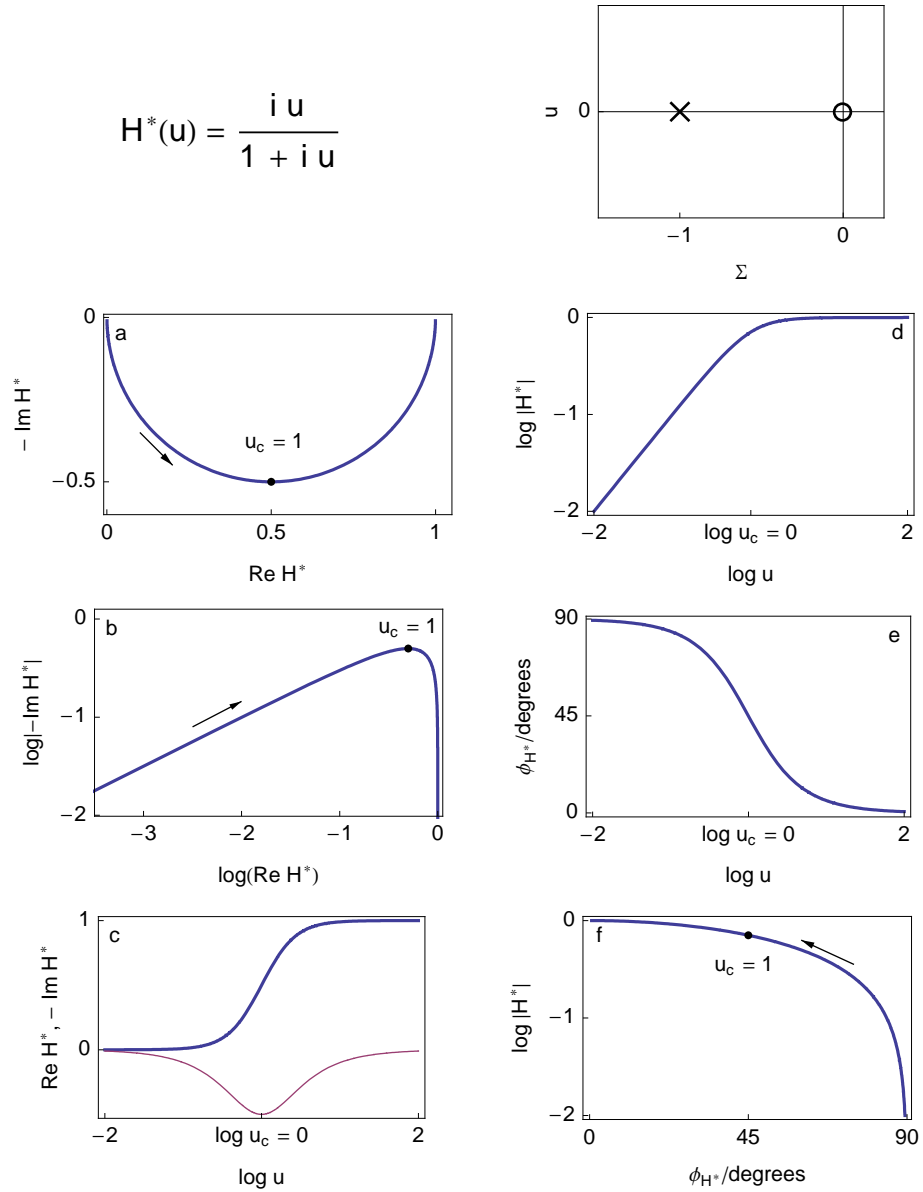 H*(u) = i u / 1 + i u
u
0
−1
0
Σ
a
0
−0.5
− Im H*
u_c = 1
0
0.5
1
Re H*
d
0
−1
−2
log |H*|
−2
log u_c = 0
2
log u
b
0
−1
−2
log|−Im H*|
u_c = 1
−3
−2
−1
0
log(Re H*)
e
90
45
0
ϕ_H*/degrees
−2
log u_c = 0
2
log u
c
1
0
Re H*, − Im H*
−2
log u_c = 0
2
log u
f
0
−1
−2
log |H*|
u_c = 1
0
45
90
ϕ_H*/degrees